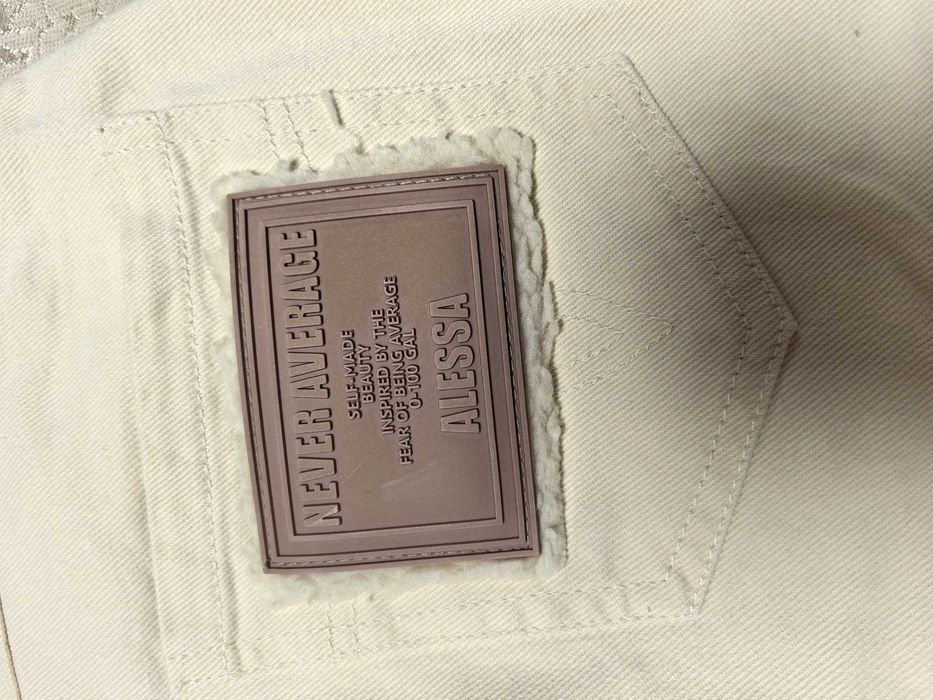 NEVER AVERAGE
SELF-MADE
BEAUTY
INSPIRED BY THE
FEAR OF BEING AVERAGE
0-100 GAL
ALESSA